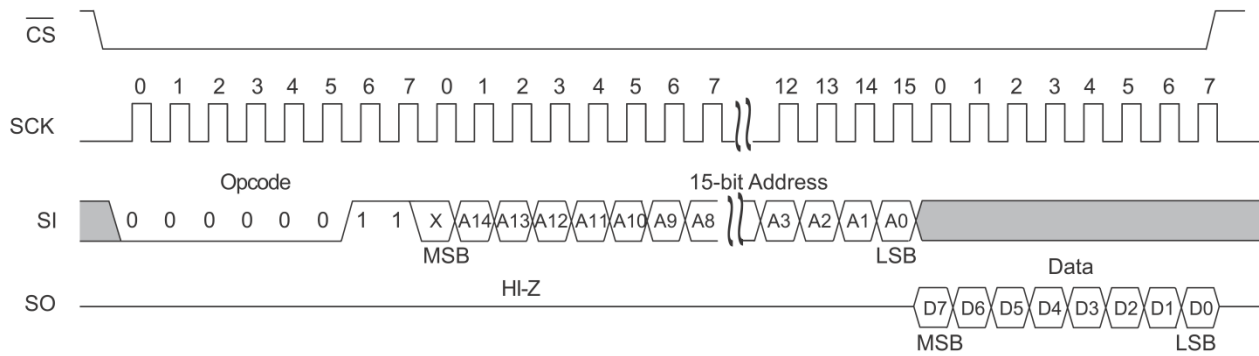 CS
0 1 2 3 4 5 6 7 0 1 2 3 4 5 6 7 12 13 14 15 0 1 2 3 4 5 6 7
SCK
Opcode 15-bit Address
SI 0 0 0 0 0 0 1 1 X A14 A13 A12 A11 A10 A9 A8 A3 A2 A1 A0
MSB LSB
HI-Z Data
SO D7 D6 D5 D4 D3 D2 D1 D0
MSB LSB